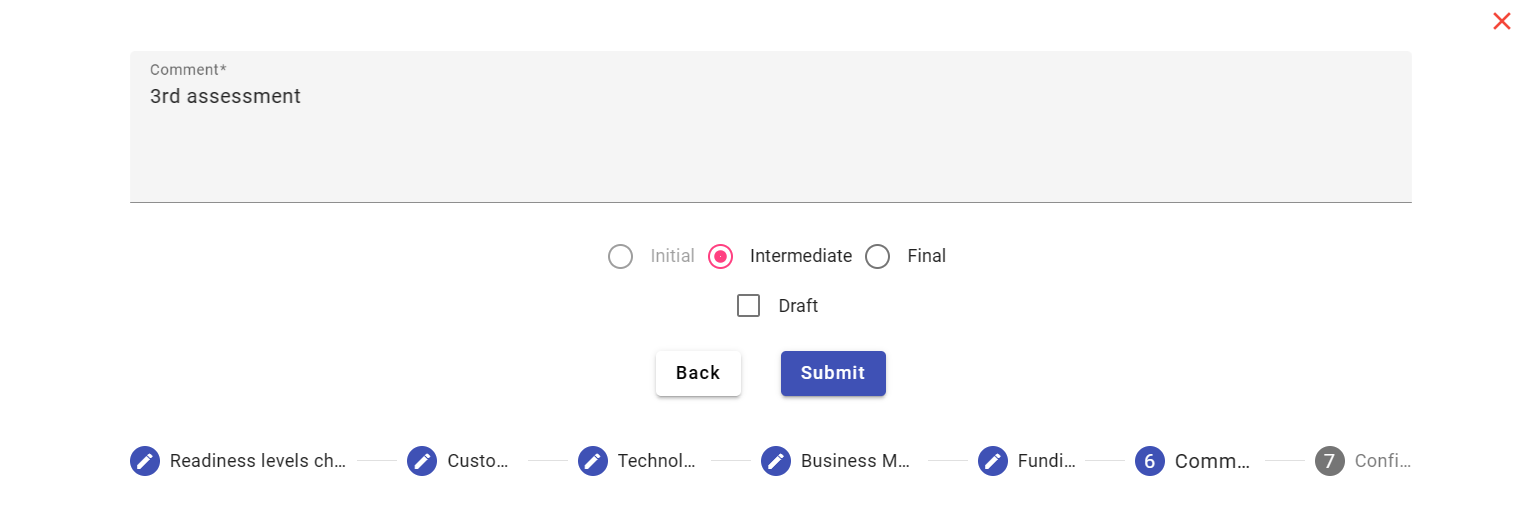 Comment*
3rd assessment
Initial Intermediate Final
Draft
Back Submit
Readiness levels ch... Custo... Technol... Business M... Fundi... 6 Comm... 7 Confi...